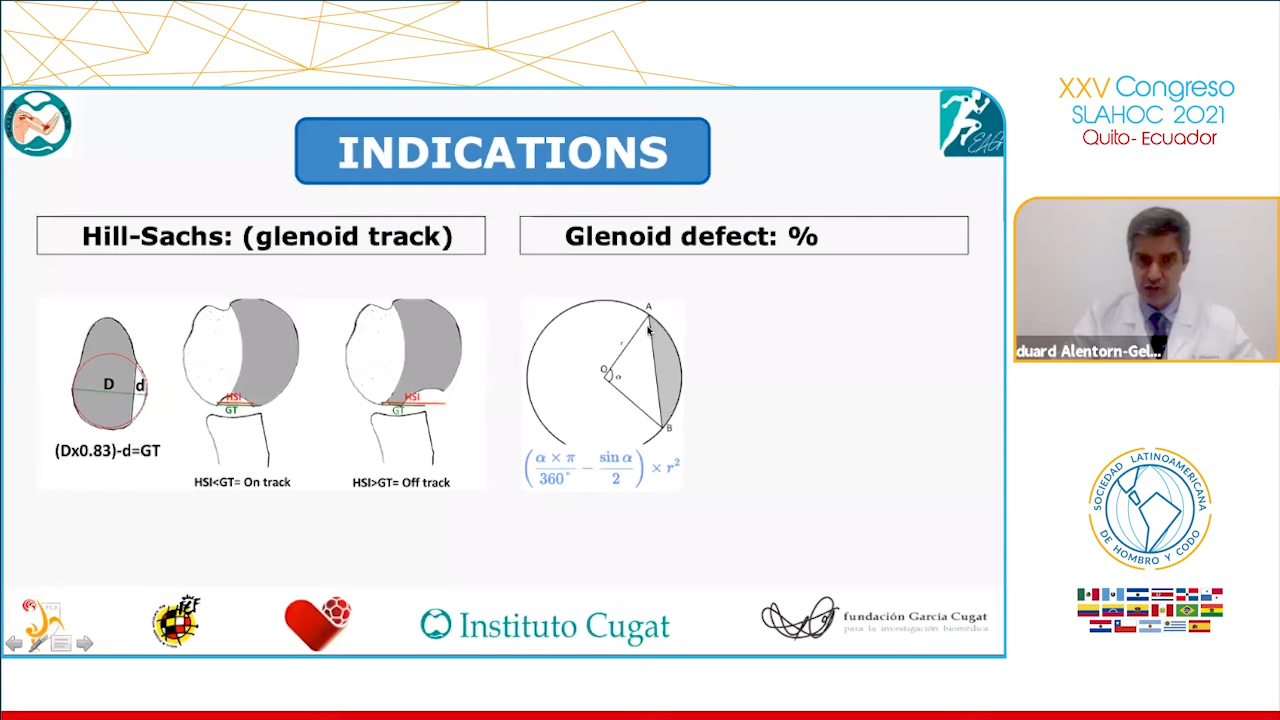 INDICATIONS
Hill-Sachs: (glenoid track)
Glenoid defect: %
D
d
(Dx0.83)-d=GT
HSI
GT
HSI<GT= On track
HSI
GT
HSI>GT= Off track
A
r
O
α
B
(α × π / 360° − sin α / 2) × r²
Instituto Cugat
fundación García Cugat
para la investigación biomédica
XXV Congreso
SLAHOC 2021
Quito- Ecuador
duard Alentorn-Gel...
SOCIEDAD LATINOAMERICANA
DE HOMBRO Y CODO